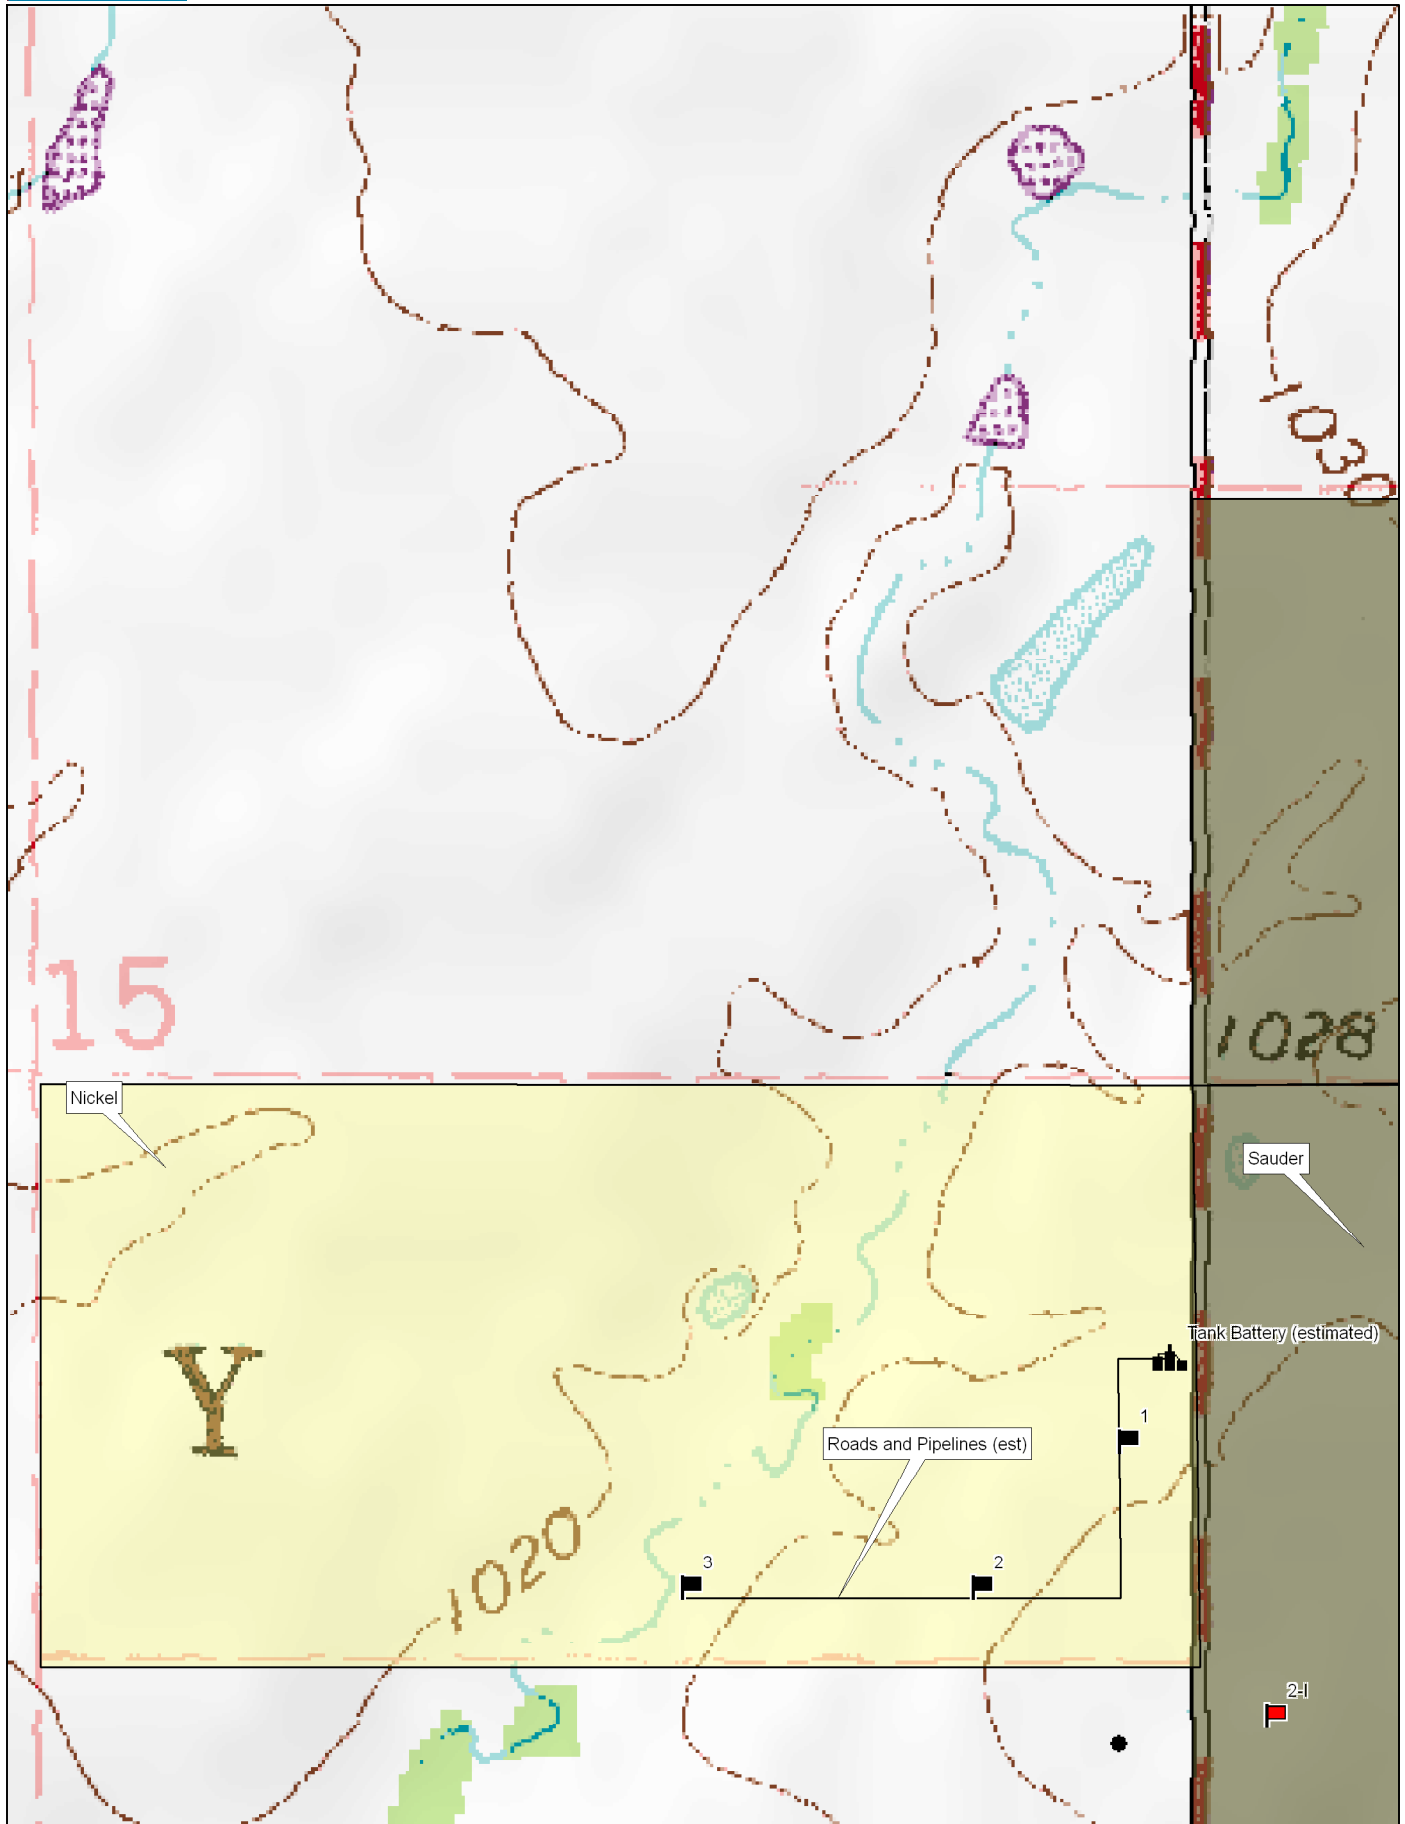 1030
15
1028
Nickel
Sauder
Tank Battery (estimated)
Y
1
Roads and Pipelines (est)
1020
3
2
2-I